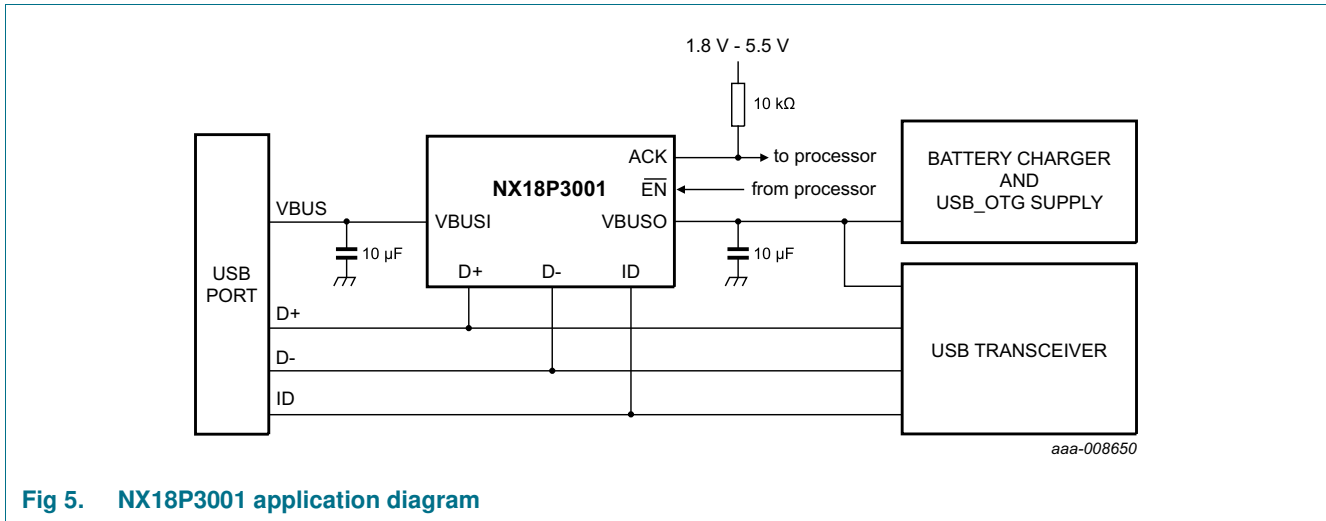 1.8 V - 5.5 V
10 kΩ
ACK
to processor
NX18P3001
EN
from processor
VBUS
VBUSI
VBUSO
10 μF
10 μF
BATTERY CHARGER
AND
USB_OTG SUPPLY
USB
PORT
D+
D-
ID
D+
D-
ID
USB TRANSCEIVER
aaa-008650
Fig 5. NX18P3001 application diagram